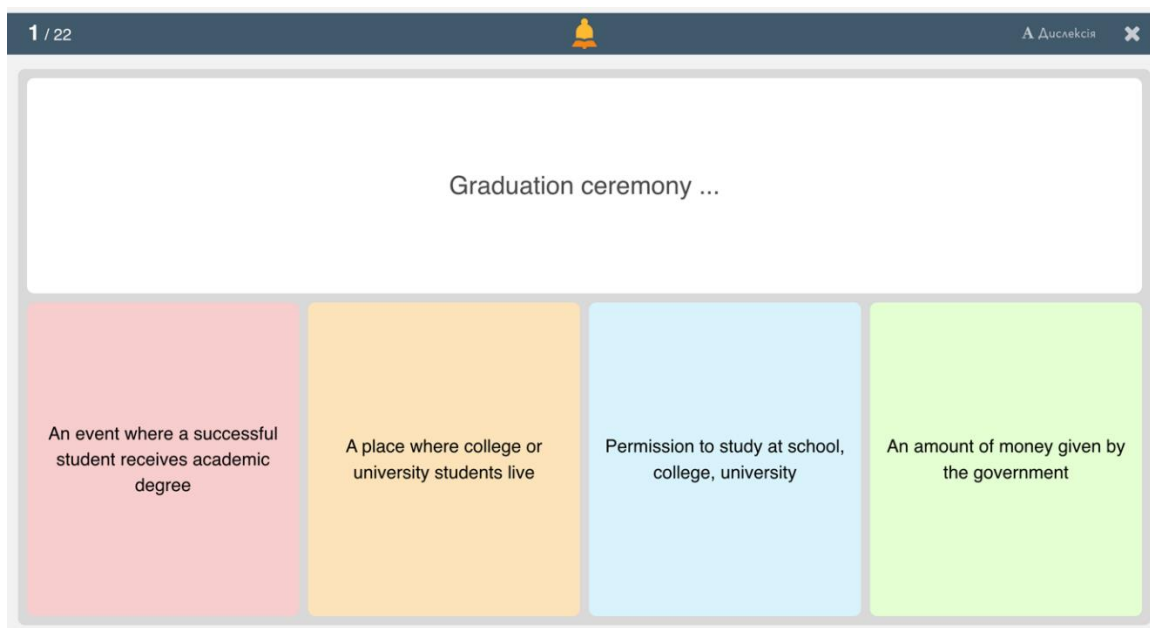 1 / 22
A Дислексія
Graduation ceremony ...
An event where a successful
student receives academic
degree
A place where college or
university students live
Permission to study at school,
college, university
An amount of money given by
the government